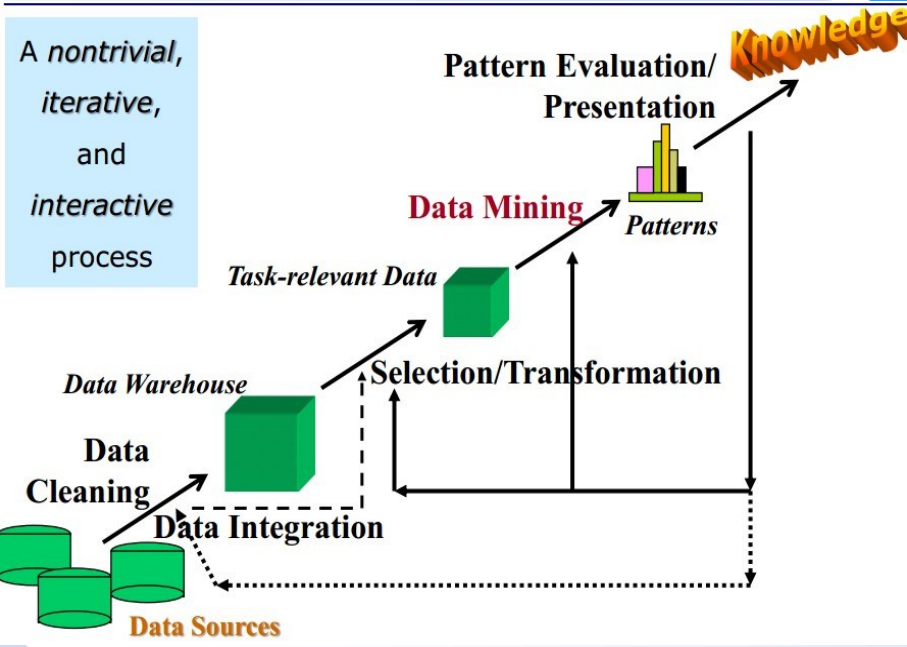 A nontrivial,
iterative,
and
interactive
process
Knowledge
Pattern Evaluation/
Presentation
Data Mining
Patterns
Task-relevant Data
Selection/Transformation
Data Warehouse
Data
Cleaning
Data Integration
Data Sources